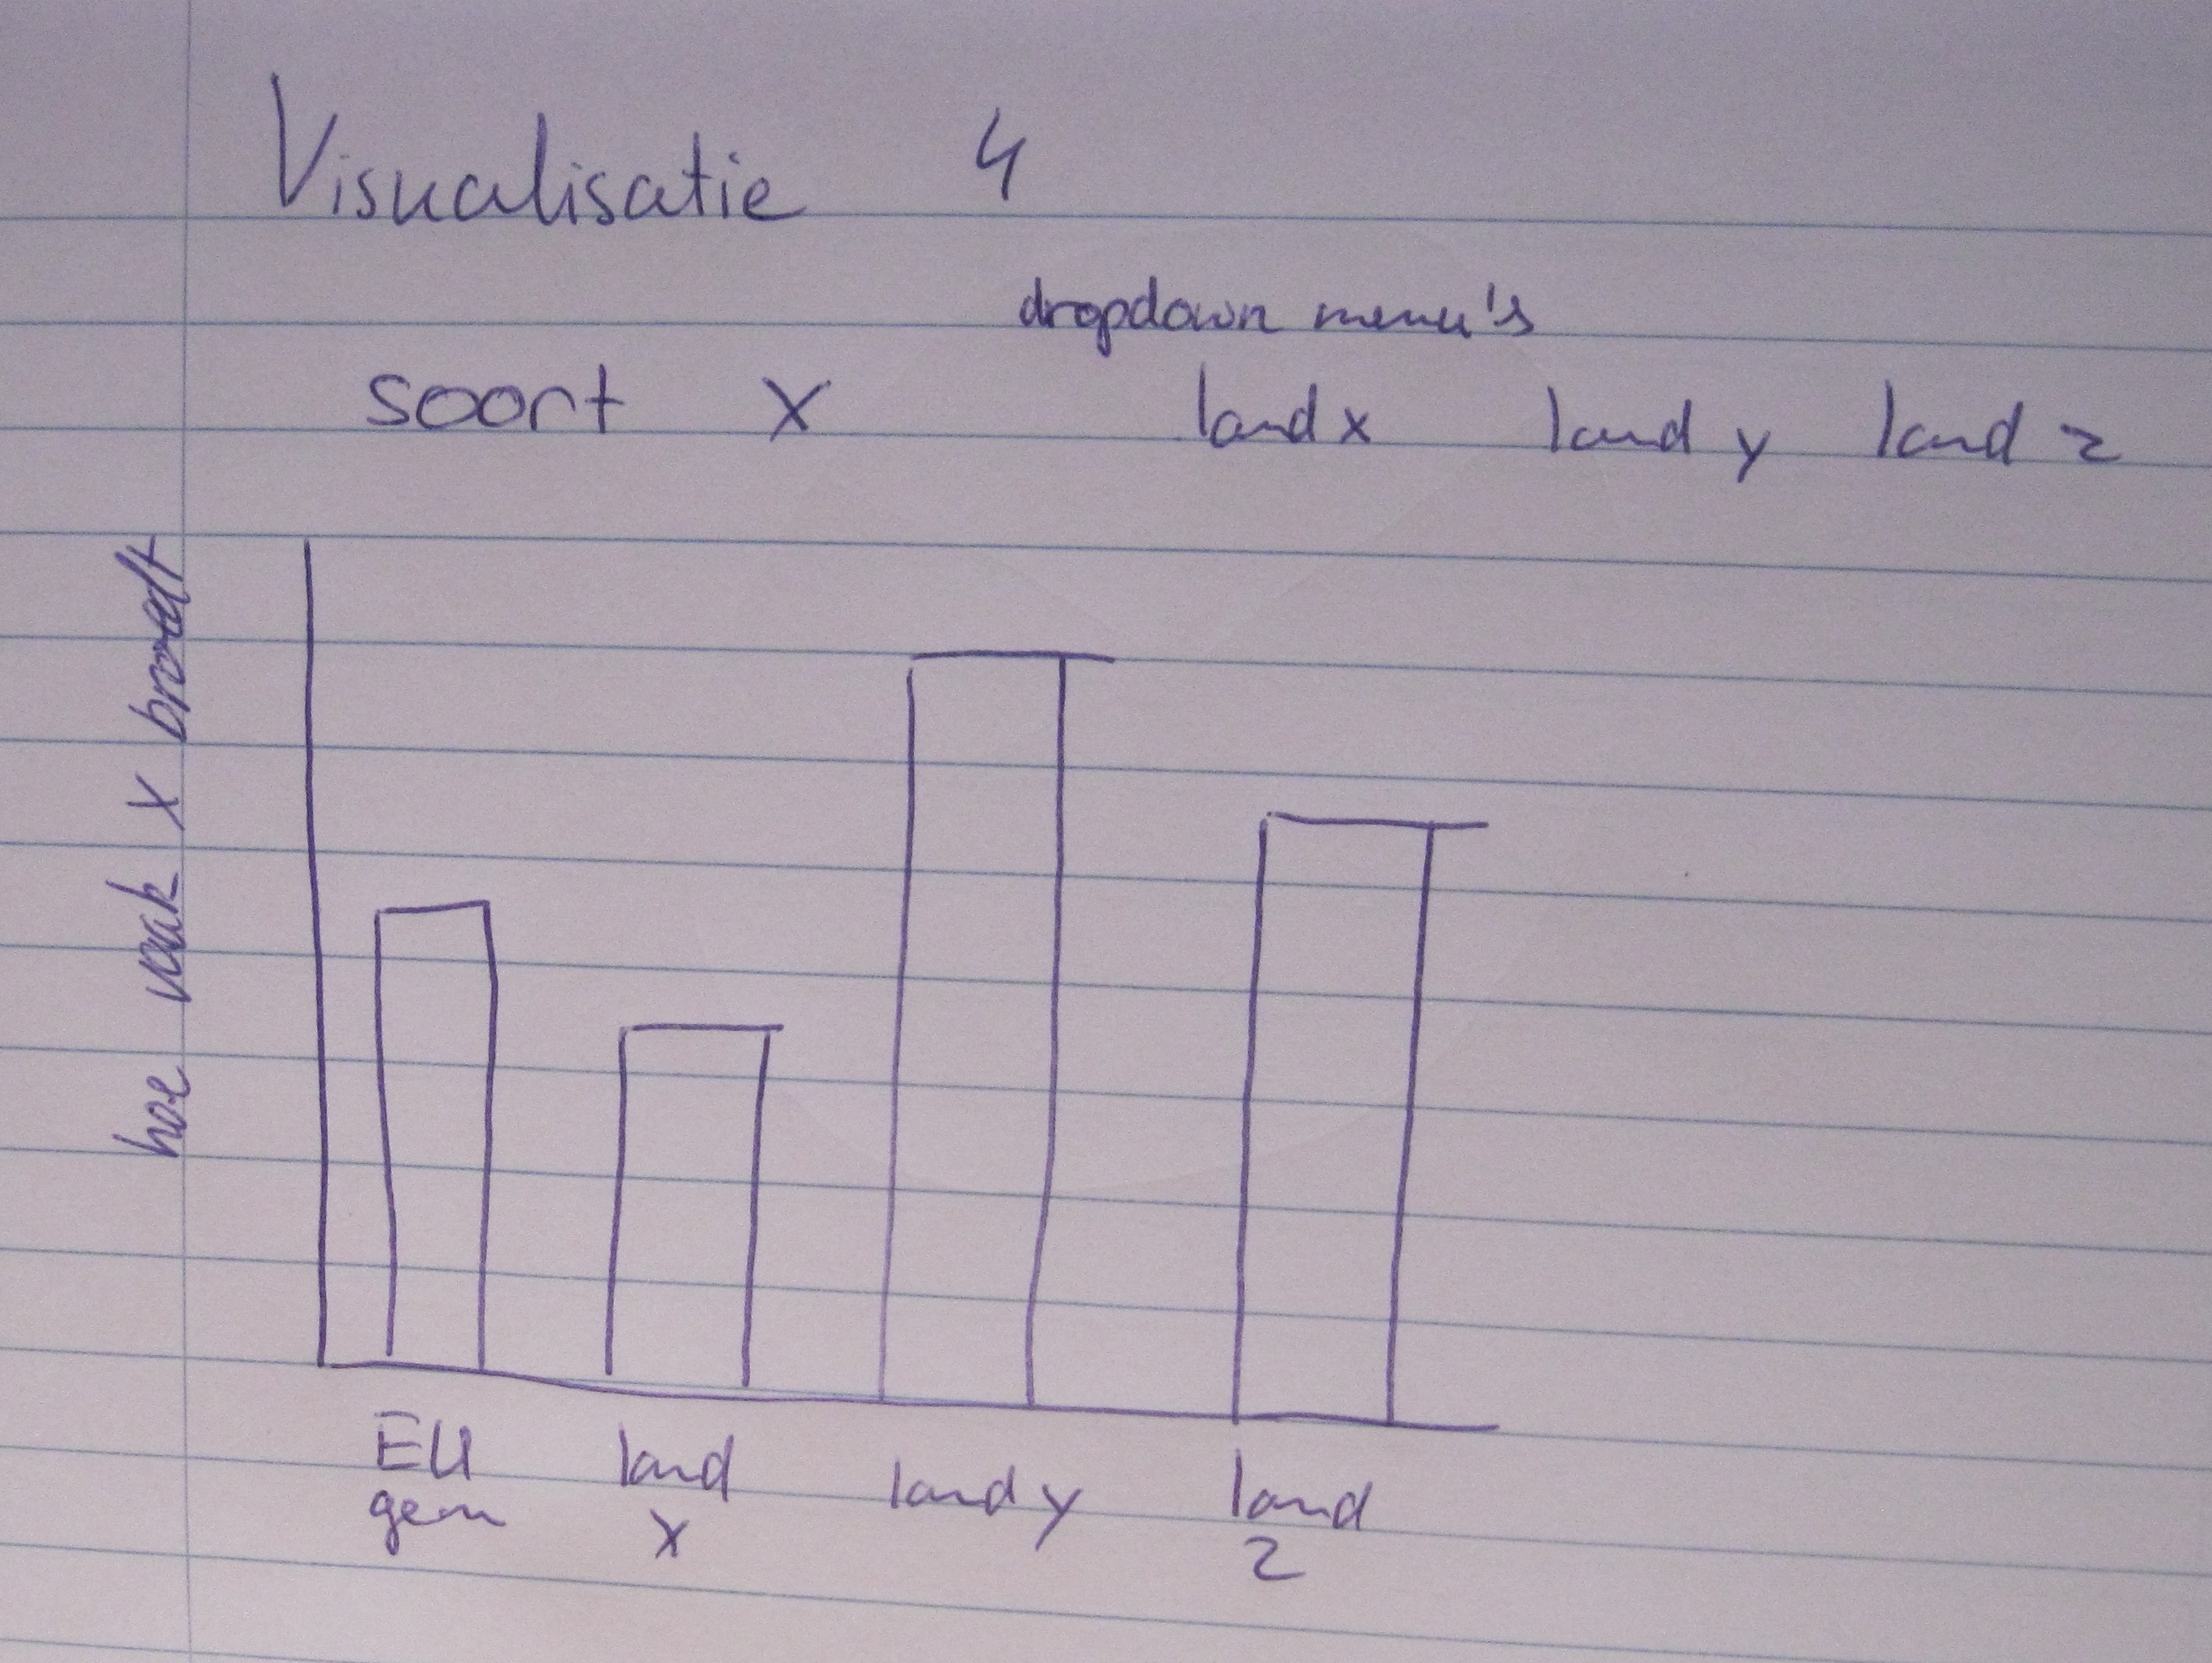 Visualisatie 4
dropdown menu's
soort X land x land y land z
hoe vaak X broedt
EU gem
land x
land y
land z